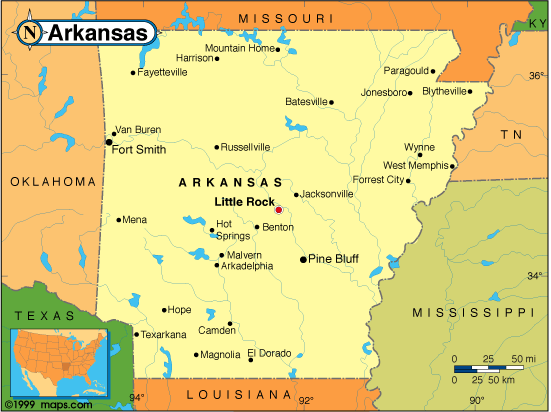 N Arkansas
MISSOURI
KY
Mountain Home
Harrison
Fayetteville
Paragould
36°
Jonesboro
Blytheville
Batesville
Van Buren
Fort Smith
TN
Russellville
Wynne
West Memphis
Forrest City
OKLAHOMA
ARKANSAS
Jacksonville
Little Rock
Mena
Hot
Springs
Benton
Malvern
Arkadelphia
Pine Bluff
34°
TEXAS
Hope
MISSISSIPPI
Texarkana
Camden
Magnolia
El Dorado
0 25 50 mi
0 25 50 km
LOUISIANA
94°
92°
90°
©1999 maps.com